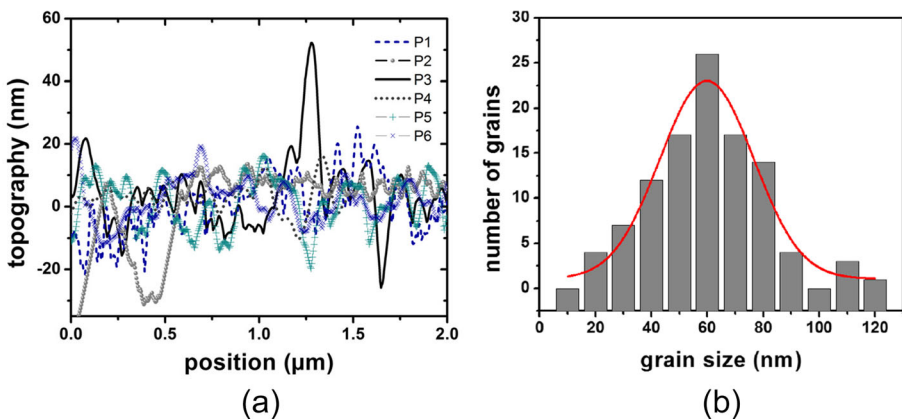 60
40
20
0
-20
topography (nm)
0.0 0.5 1.0 1.5 2.0
position (µm)
P1
P2
P3
P4
P5
P6
(a)
30
25
20
15
10
5
0
number of grains
0 20 40 60 80 100 120
grain size (nm)
(b)